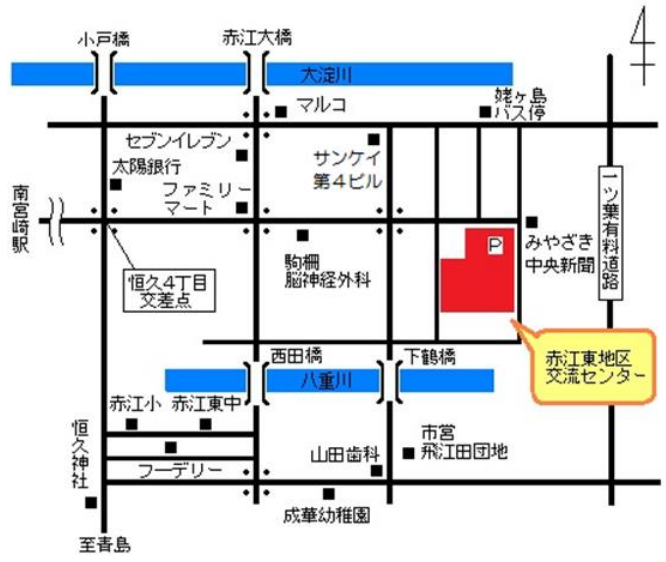 小戸橋
赤江大橋
大淀川
マルコ
姥ヶ島
バス停
セブンイレブン
太陽銀行
サンケイ
第4ビル
ファミリー
マート
南宮崎駅
一ツ葉有料道路
P
みやざき
中央新聞
駒柵
脳神経外科
恒久4丁目
交差点
赤江東地区
交流センター
西田橋
下鶴橋
八重川
赤江小
赤江東中
恒久神社
市営
飛江田団地
山田歯科
フーデリー
成華幼稚園
至青島